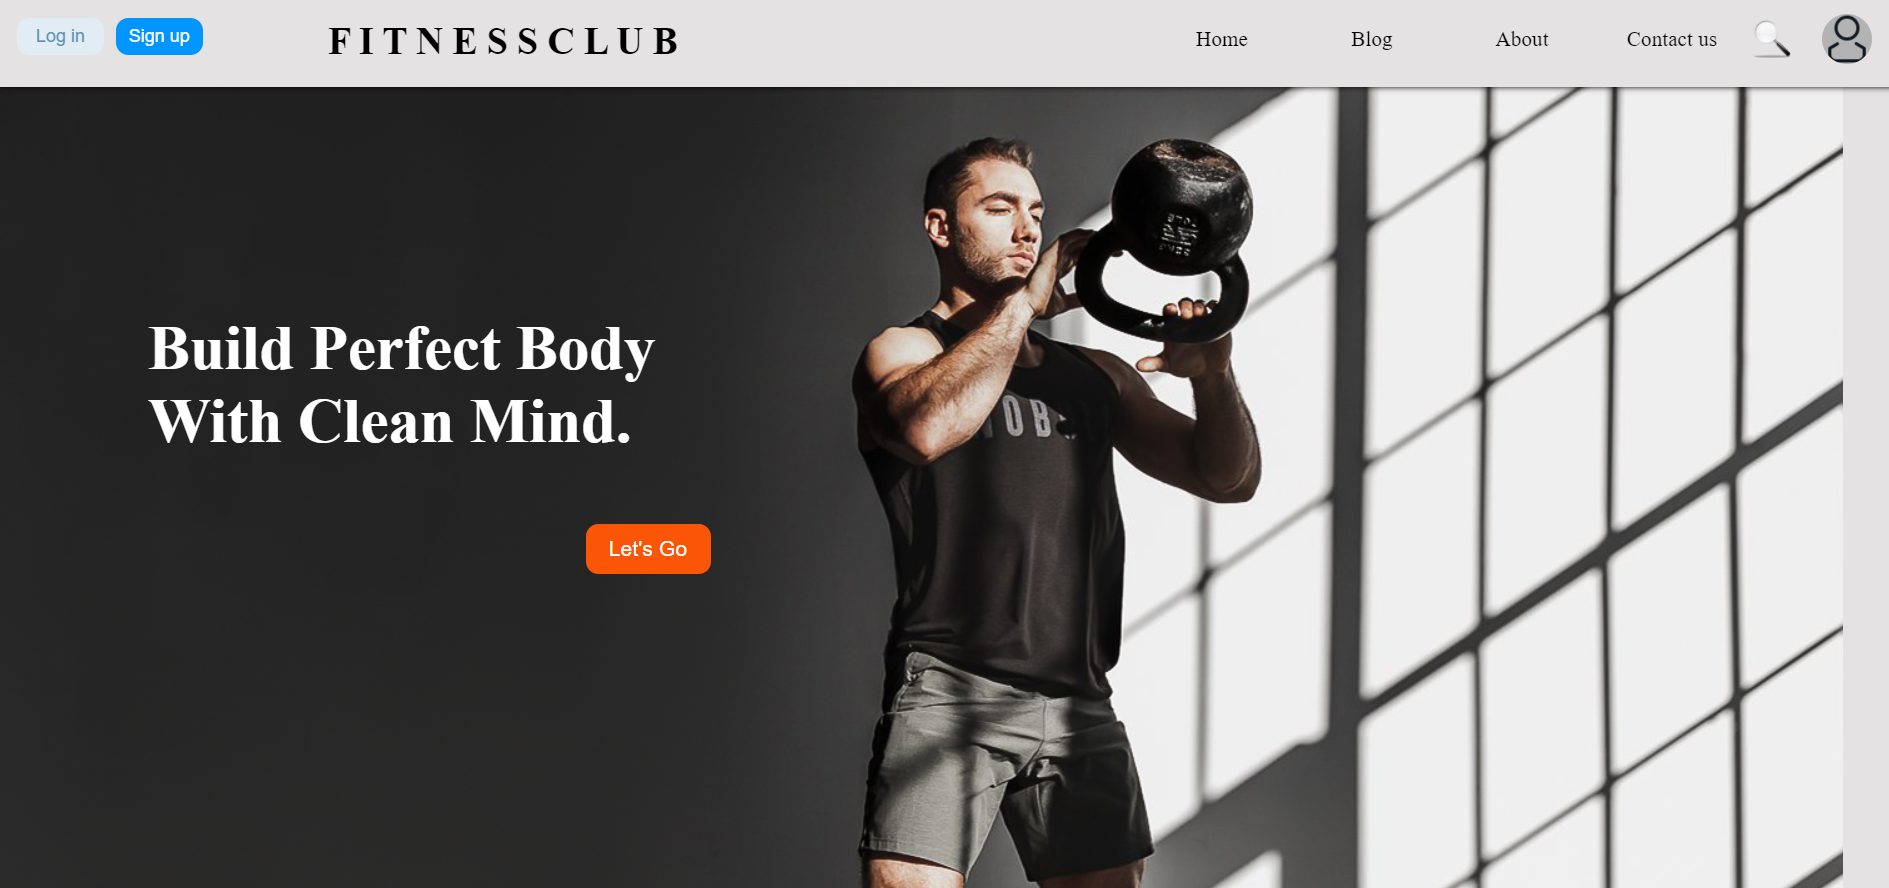 Log in
Sign up
FITNESSCLUB
Home
Blog
About
Contact us
Build Perfect Body
With Clean Mind.
Let's Go